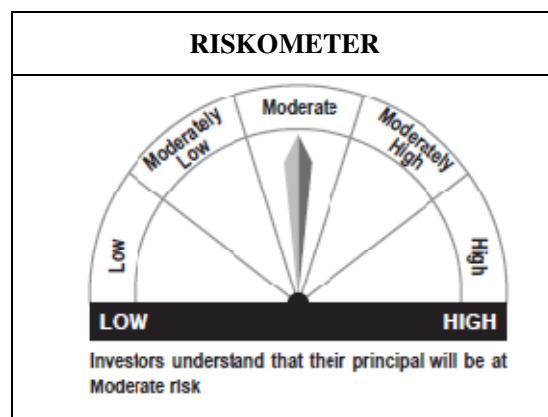 RISKOMETER
Moderate
Moderately
Low
Moderately
High
Low
High
LOW HIGH
Investors understand that their principal will be at
Moderate risk